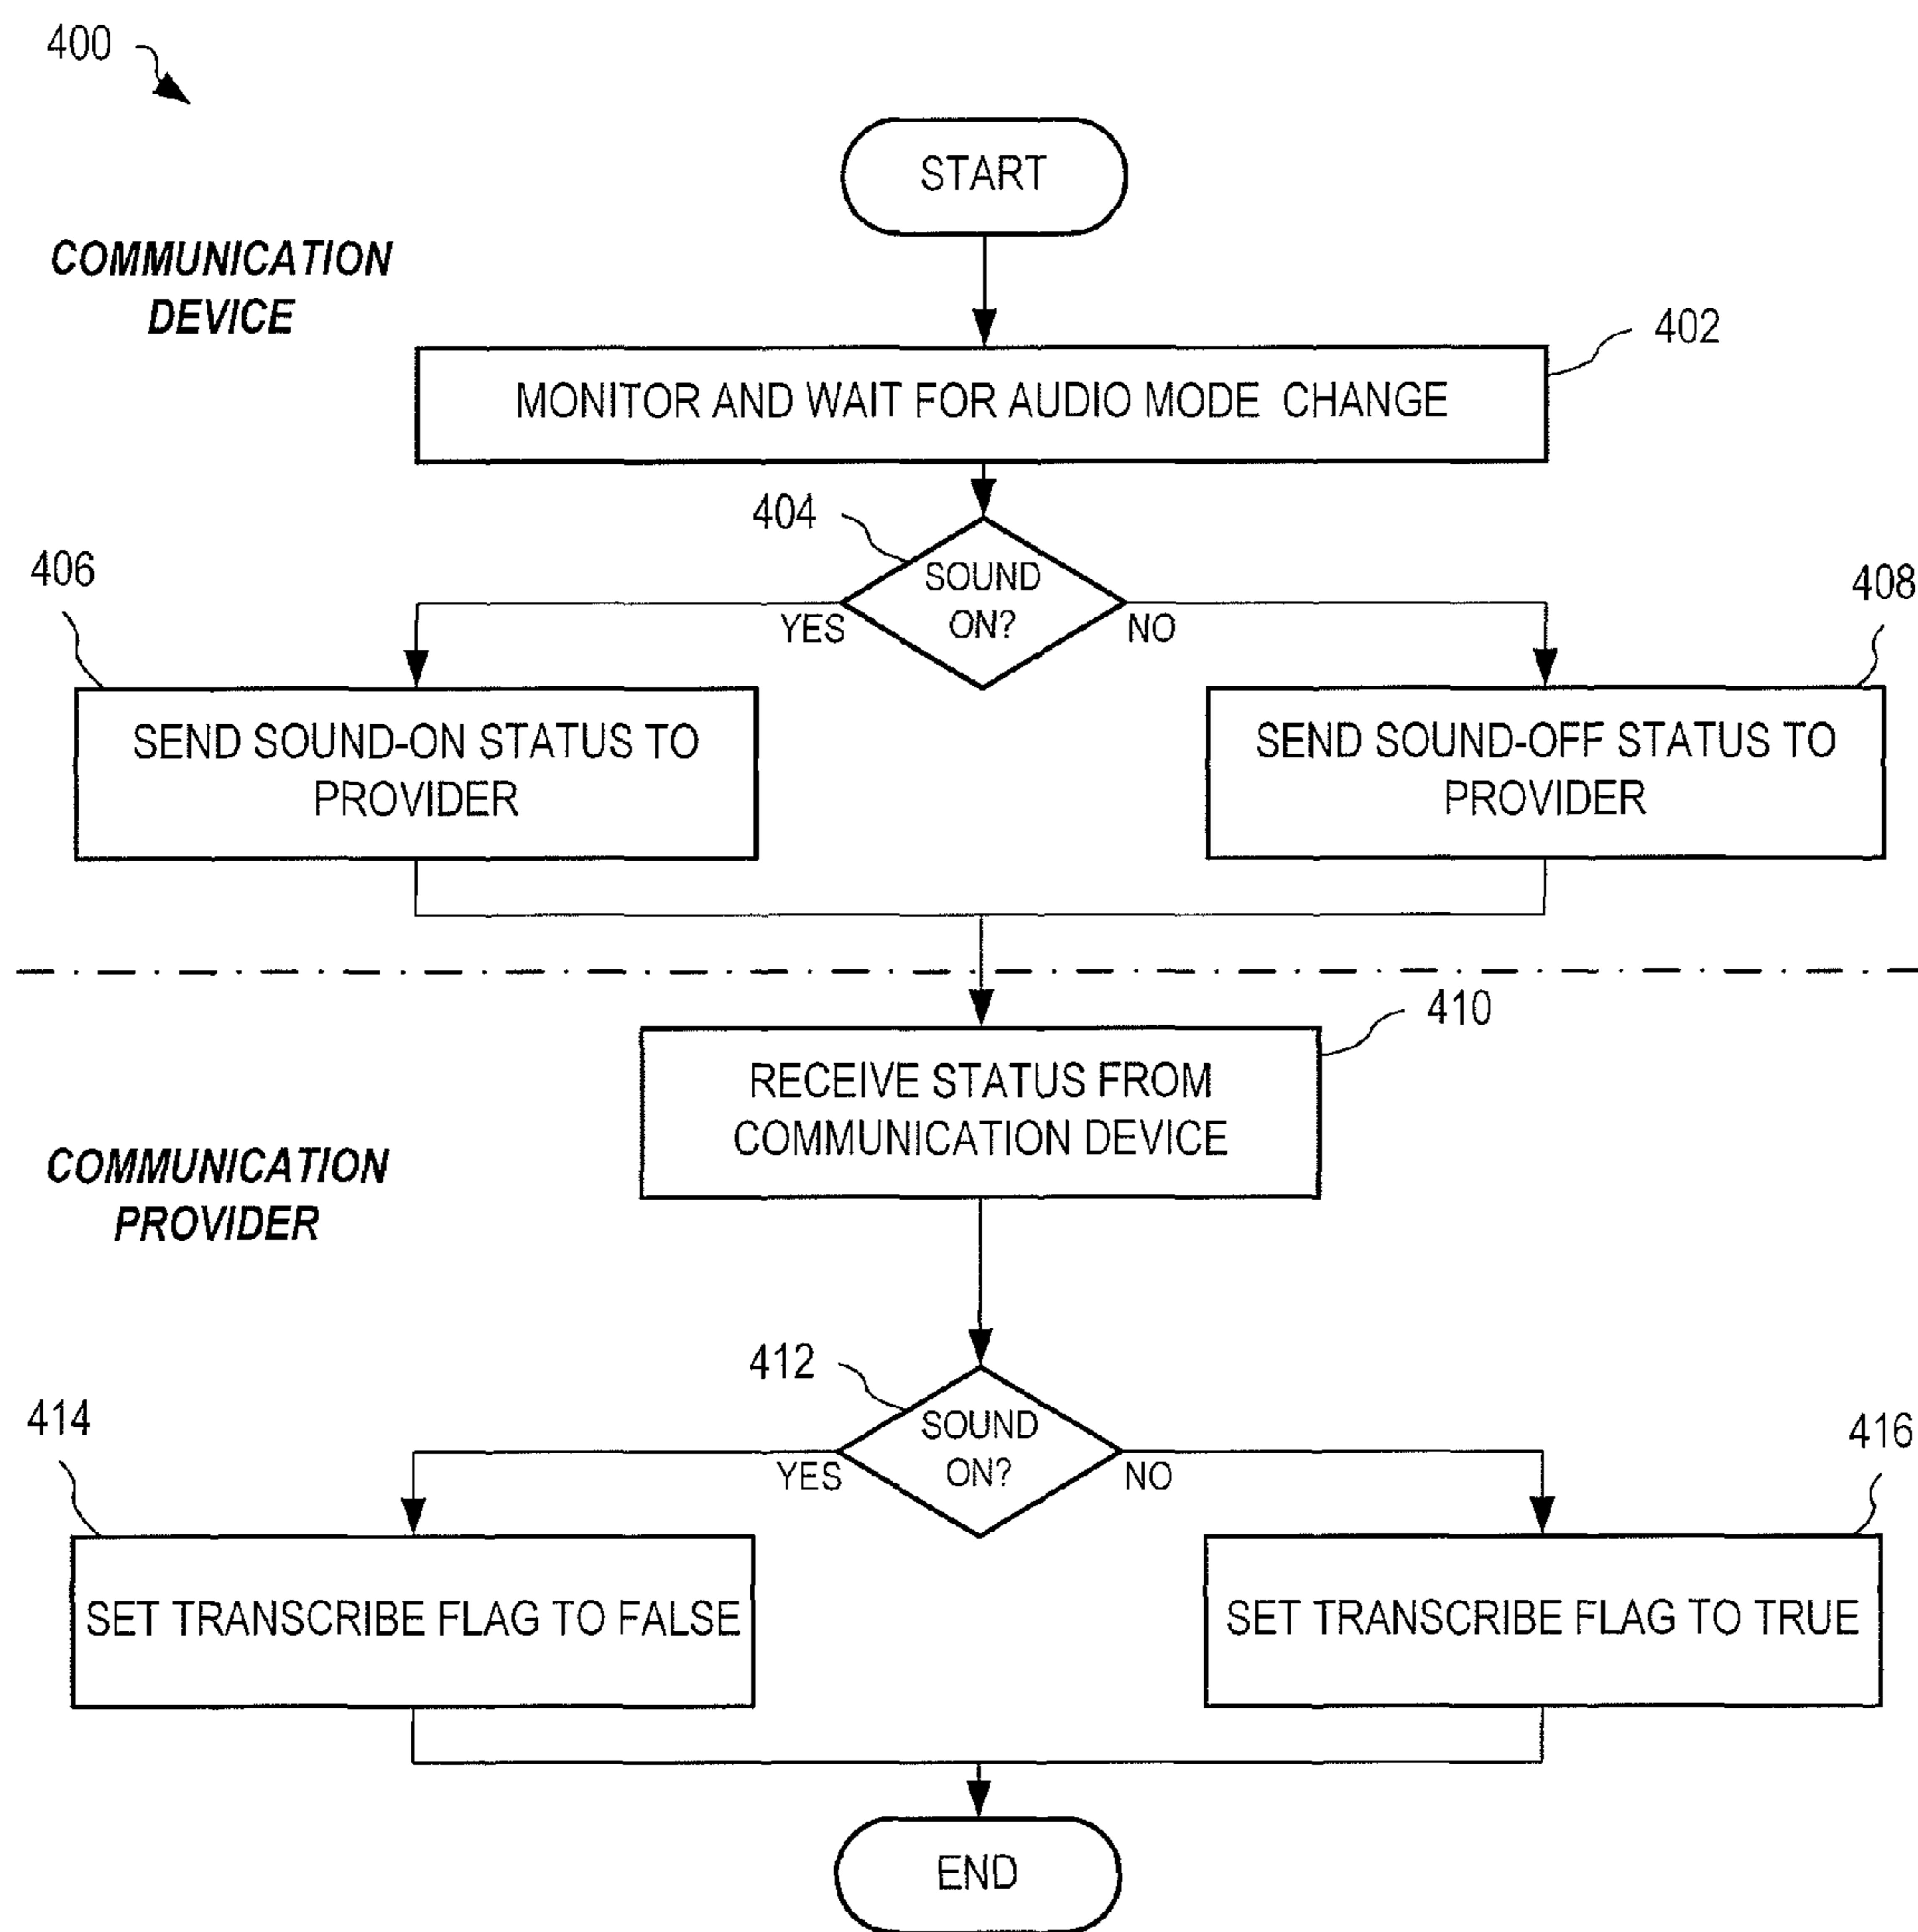 400
START
COMMUNICATION
DEVICE
402
MONITOR AND WAIT FOR AUDIO MODE CHANGE
404
SOUND
ON?
YES
NO
406
408
SEND SOUND-ON STATUS TO
PROVIDER
SEND SOUND-OFF STATUS TO
PROVIDER
410
RECEIVE STATUS FROM
COMMUNICATION DEVICE
COMMUNICATION
PROVIDER
412
SOUND
ON?
YES
NO
414
416
SET TRANSCRIBE FLAG TO FALSE
SET TRANSCRIBE FLAG TO TRUE
END